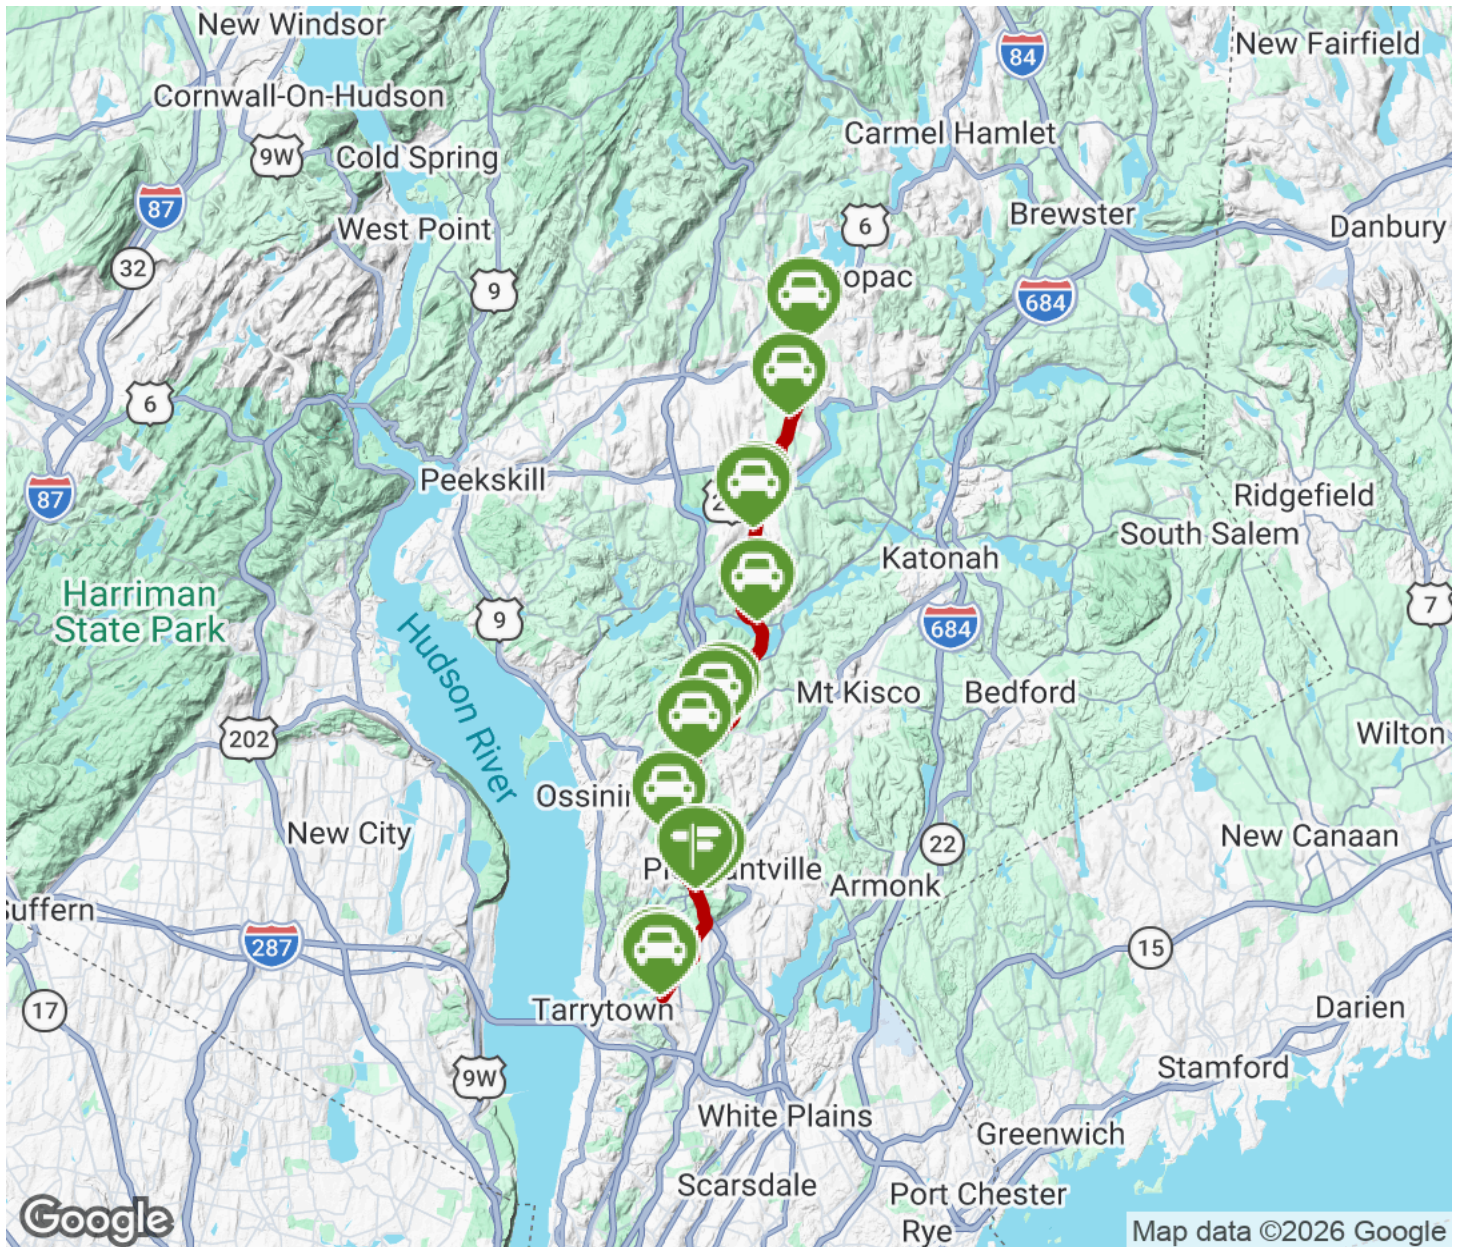 New Windsor
84
New Fairfield
Cornwall-On-Hudson
Carmel Hamlet
9W
Cold Spring
87
West Point
6
Brewster
Danbury
32
9
opac
684
6
Peekskill
87
Ridgefield
South Salem
Katonah
Harriman
State Park
9
684
7
Hudson River
Mt Kisco
Bedford
202
Wilton
Ossinin
New City
22
New Canaan
antville
Armonk
uffern
287
15
17
Tarrytown
Darien
9W
Stamford
White Plains
Greenwich
Scarsdale
Port Chester
Rye
Google
Map data ©2026 Google